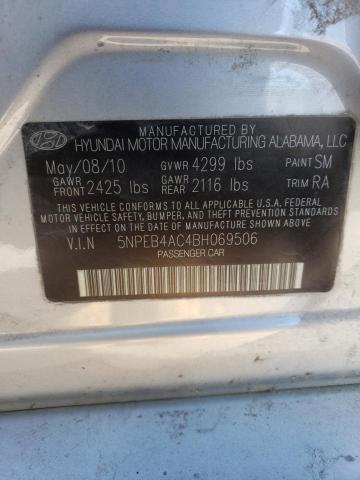 MANUFACTURED BY
HYUNDAI MOTOR MANUFACTURING ALABAMA, LLC
May/08/10 GVWR 4299 lbs PAINT SM
GAWR FRONT 2425 lbs GAWR REAR 2116 lbs TRIM RA
THIS VEHICLE CONFORMS TO ALL APPLICABLE U.S.A FEDERAL
MOTOR VEHICLE SAFETY, BUMPER, AND THEFT PREVENTION STANDARDS
IN EFFECT ON THE DATE OF MANUFACTURE SHOWN ABOVE.
V.I.N 5NPEB4AC4BH069506
PASSENGER CAR